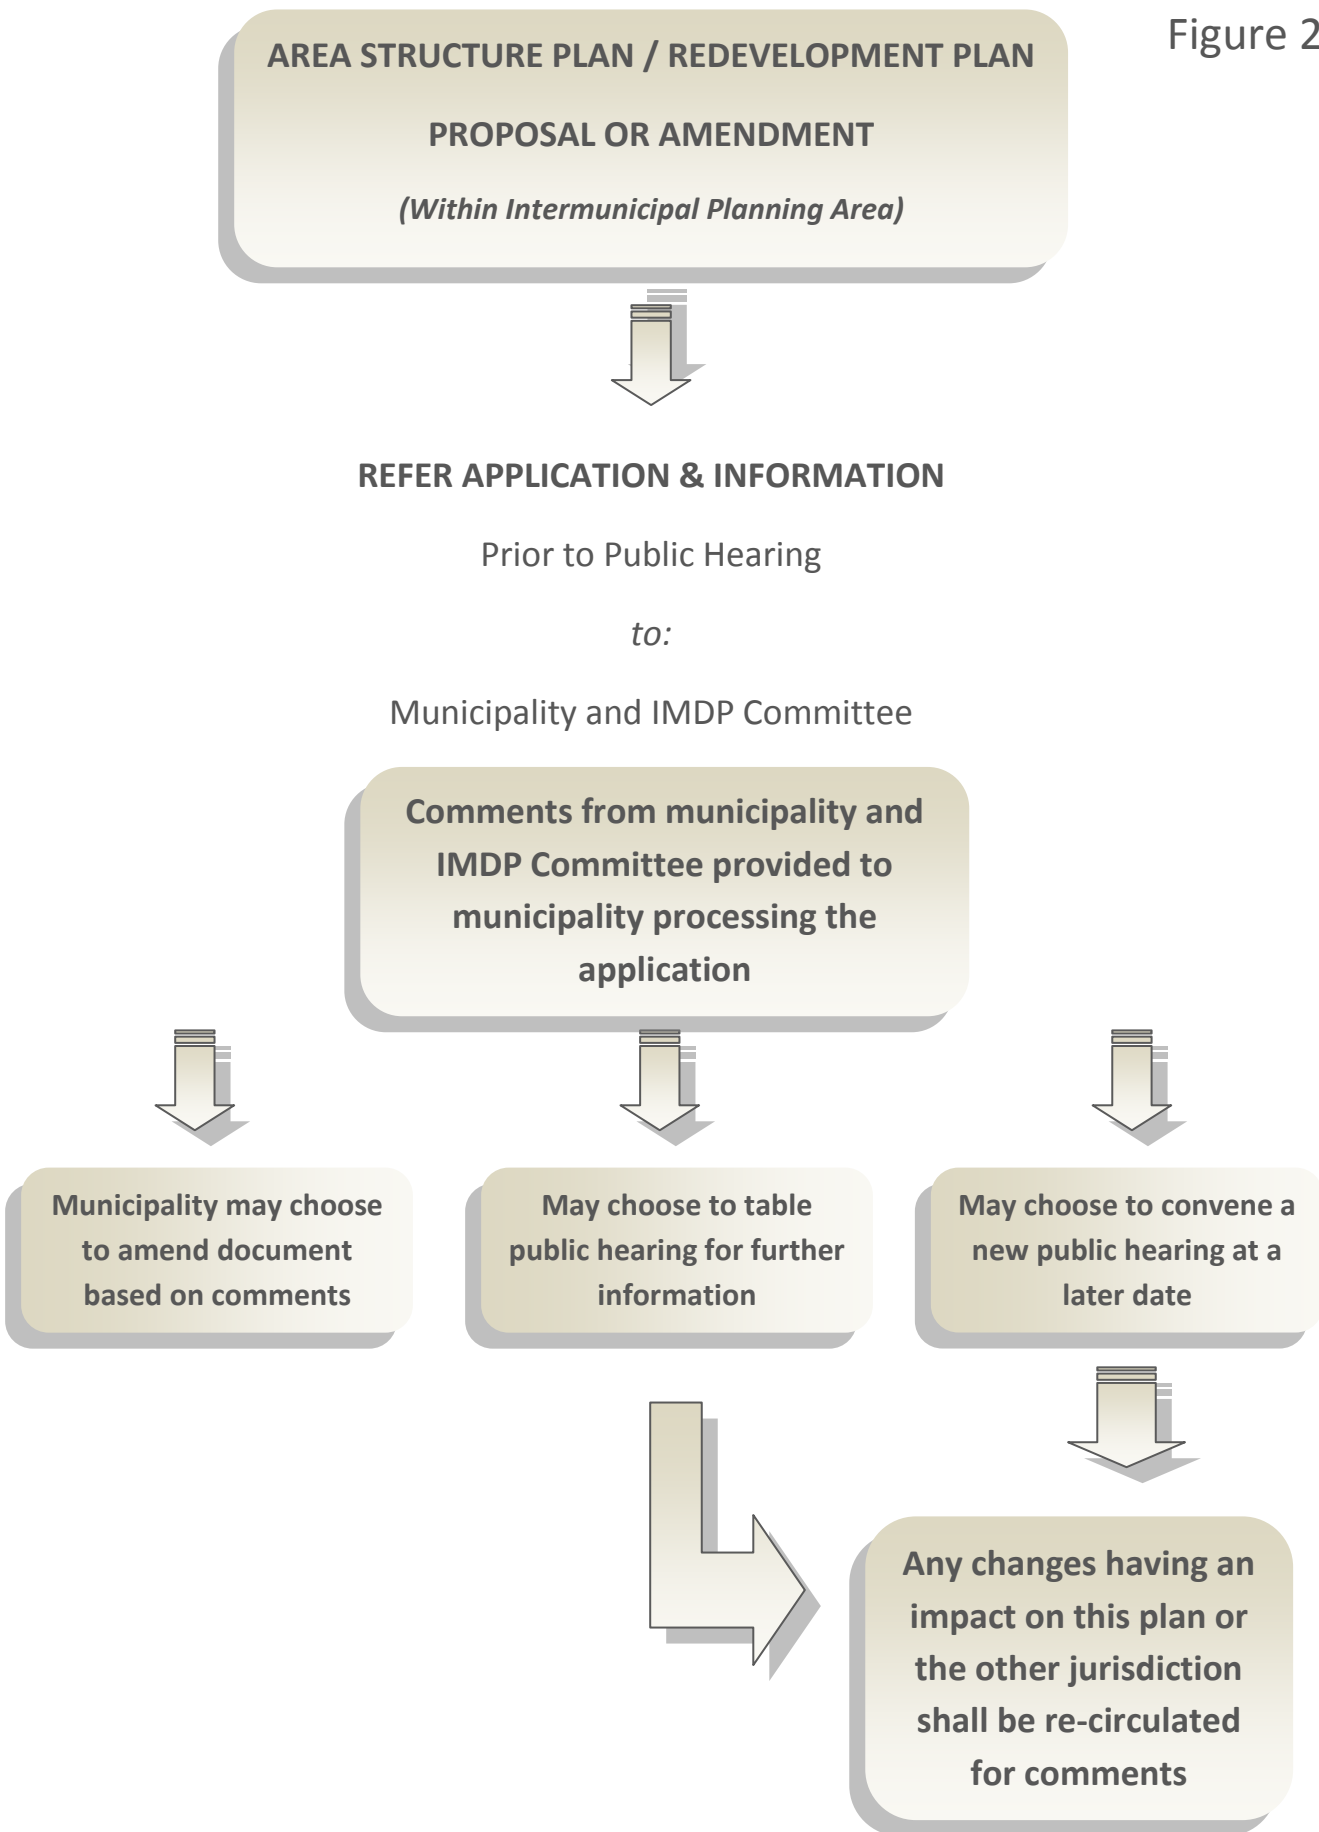 Figure 2
AREA STRUCTURE PLAN / REDEVELOPMENT PLAN
PROPOSAL OR AMENDMENT
(Within Intermunicipal Planning Area)
REFER APPLICATION & INFORMATION
Prior to Public Hearing
to:
Municipality and IMDP Committee
Comments from municipality and
IMDP Committee provided to
municipality processing the
application
Municipality may choose
to amend document
based on comments
May choose to table
public hearing for further
information
May choose to convene a
new public hearing at a
later date
Any changes having an
impact on this plan or
the other jurisdiction
shall be re-circulated
for comments